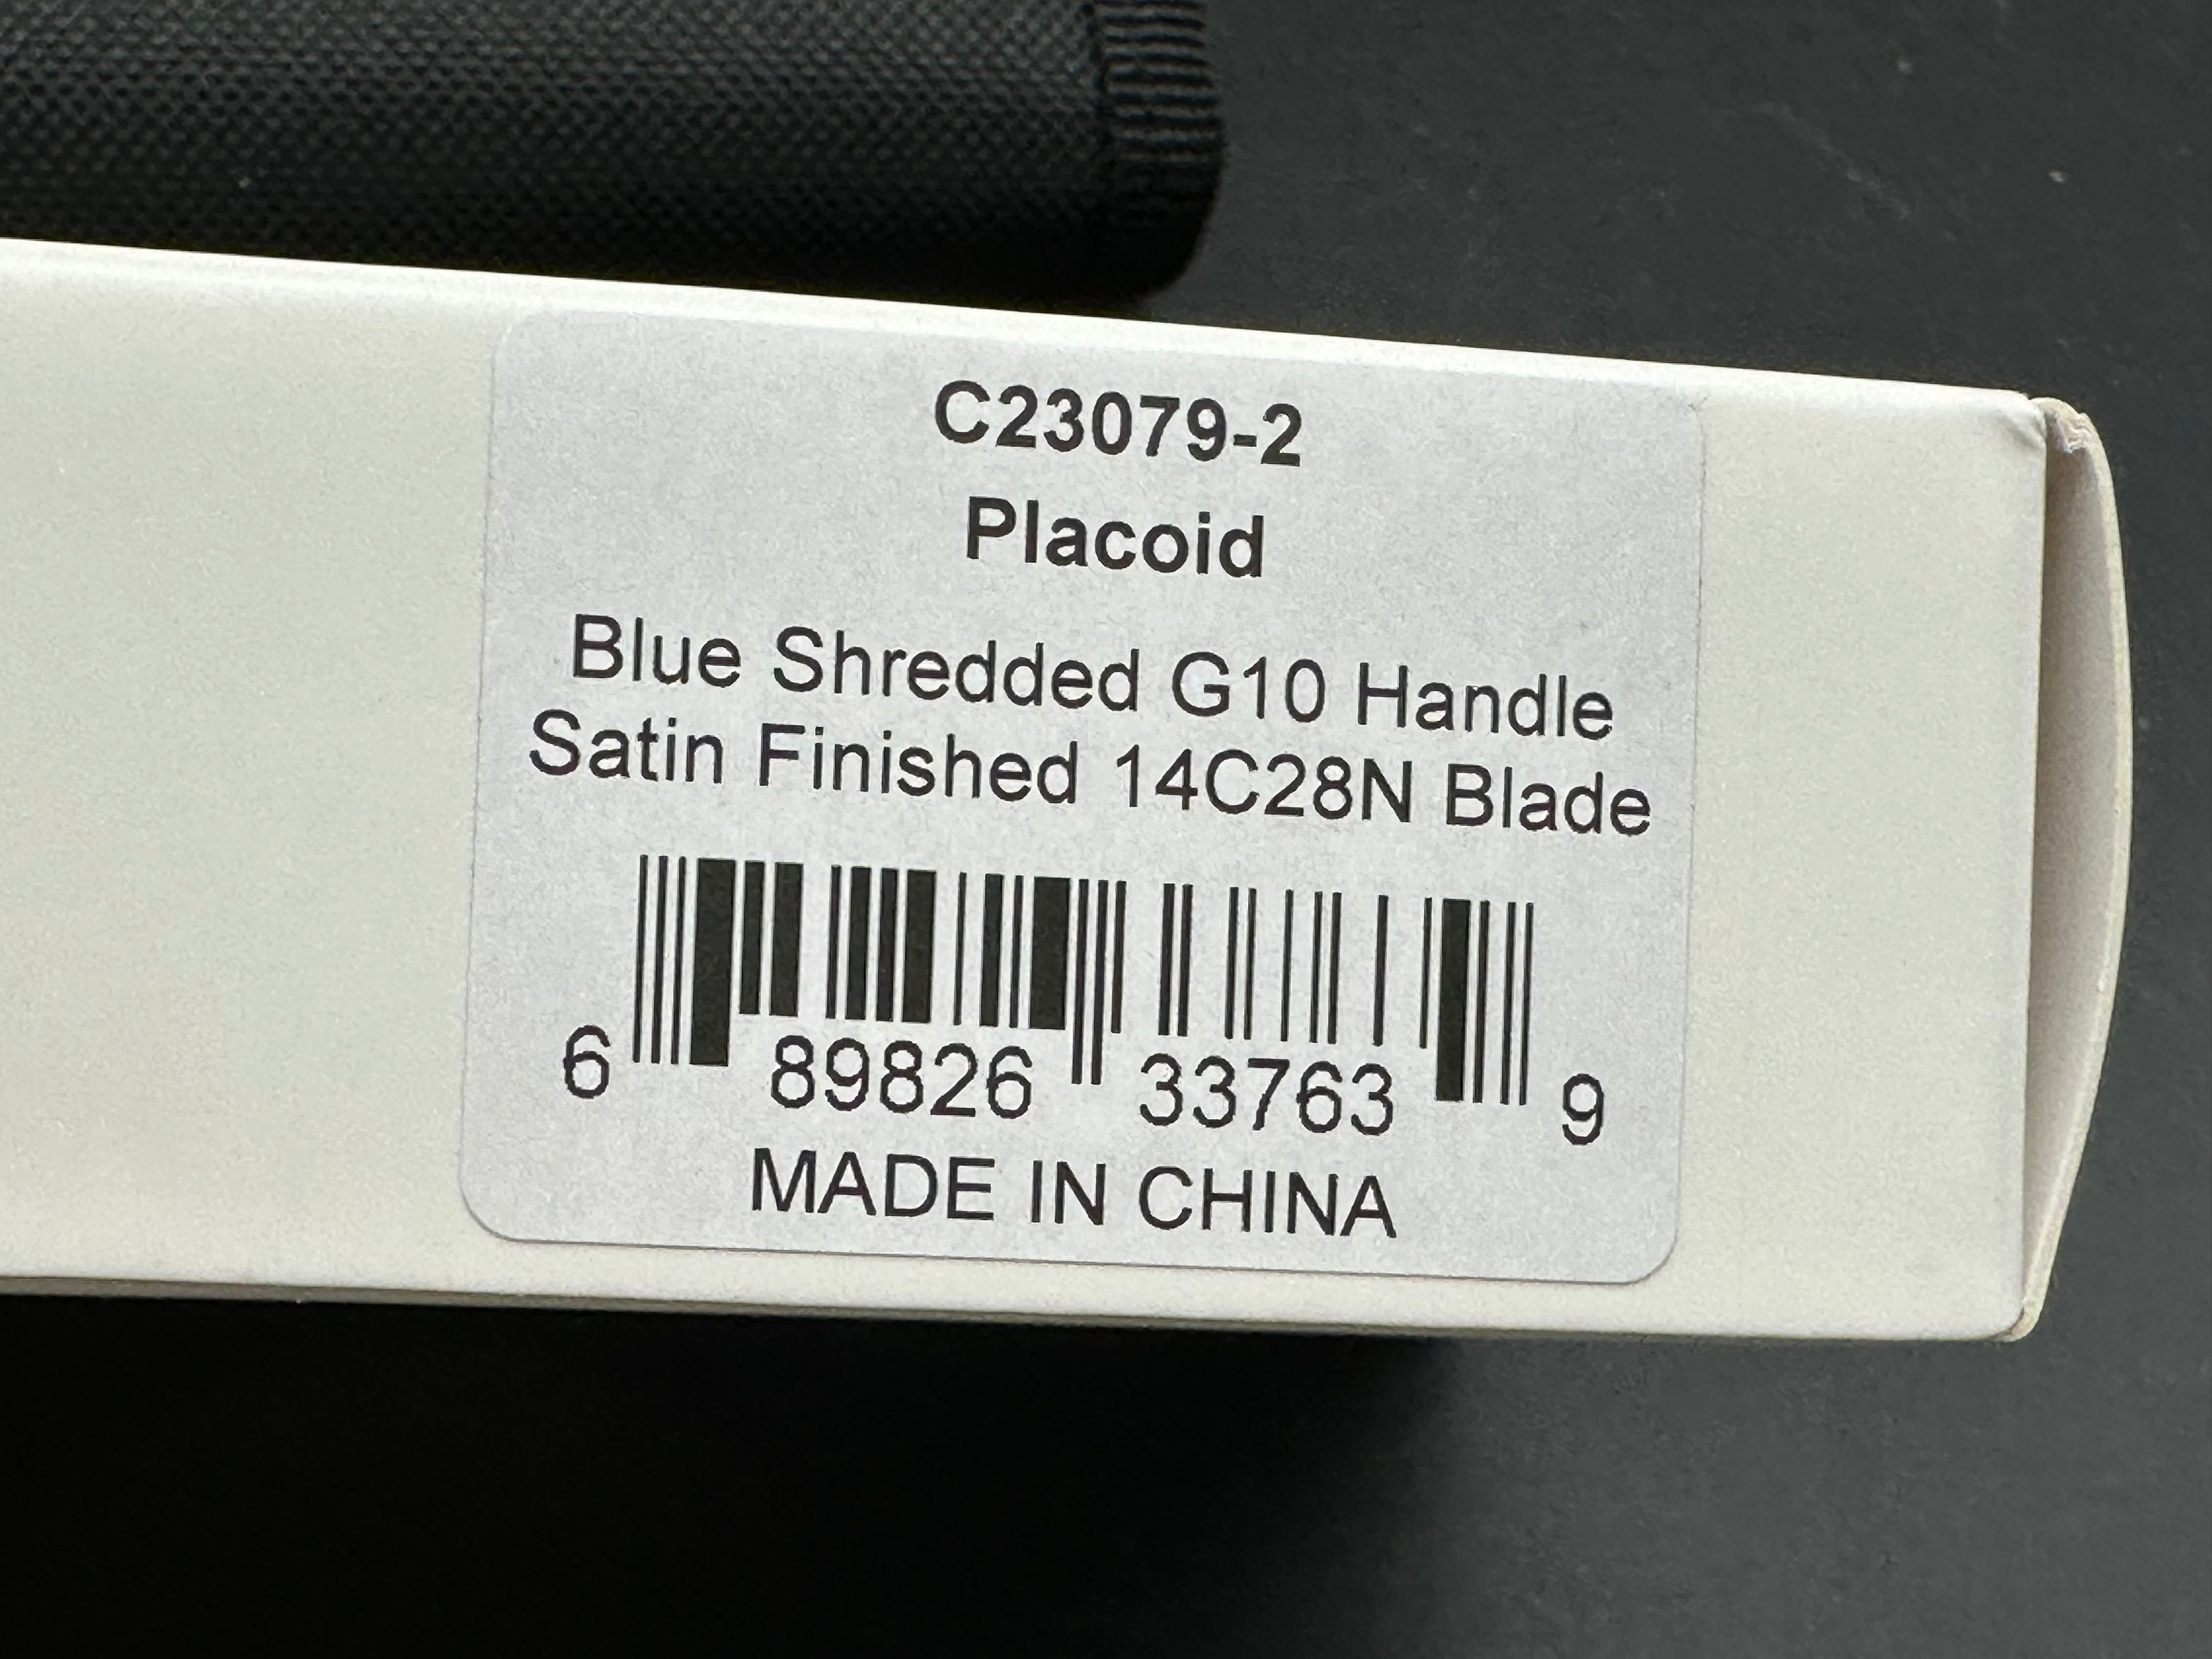 C23079-2
Placoid
Blue Shredded G10 Handle
Satin Finished 14C28N Blade
6 89826 33763 9
MADE IN CHINA